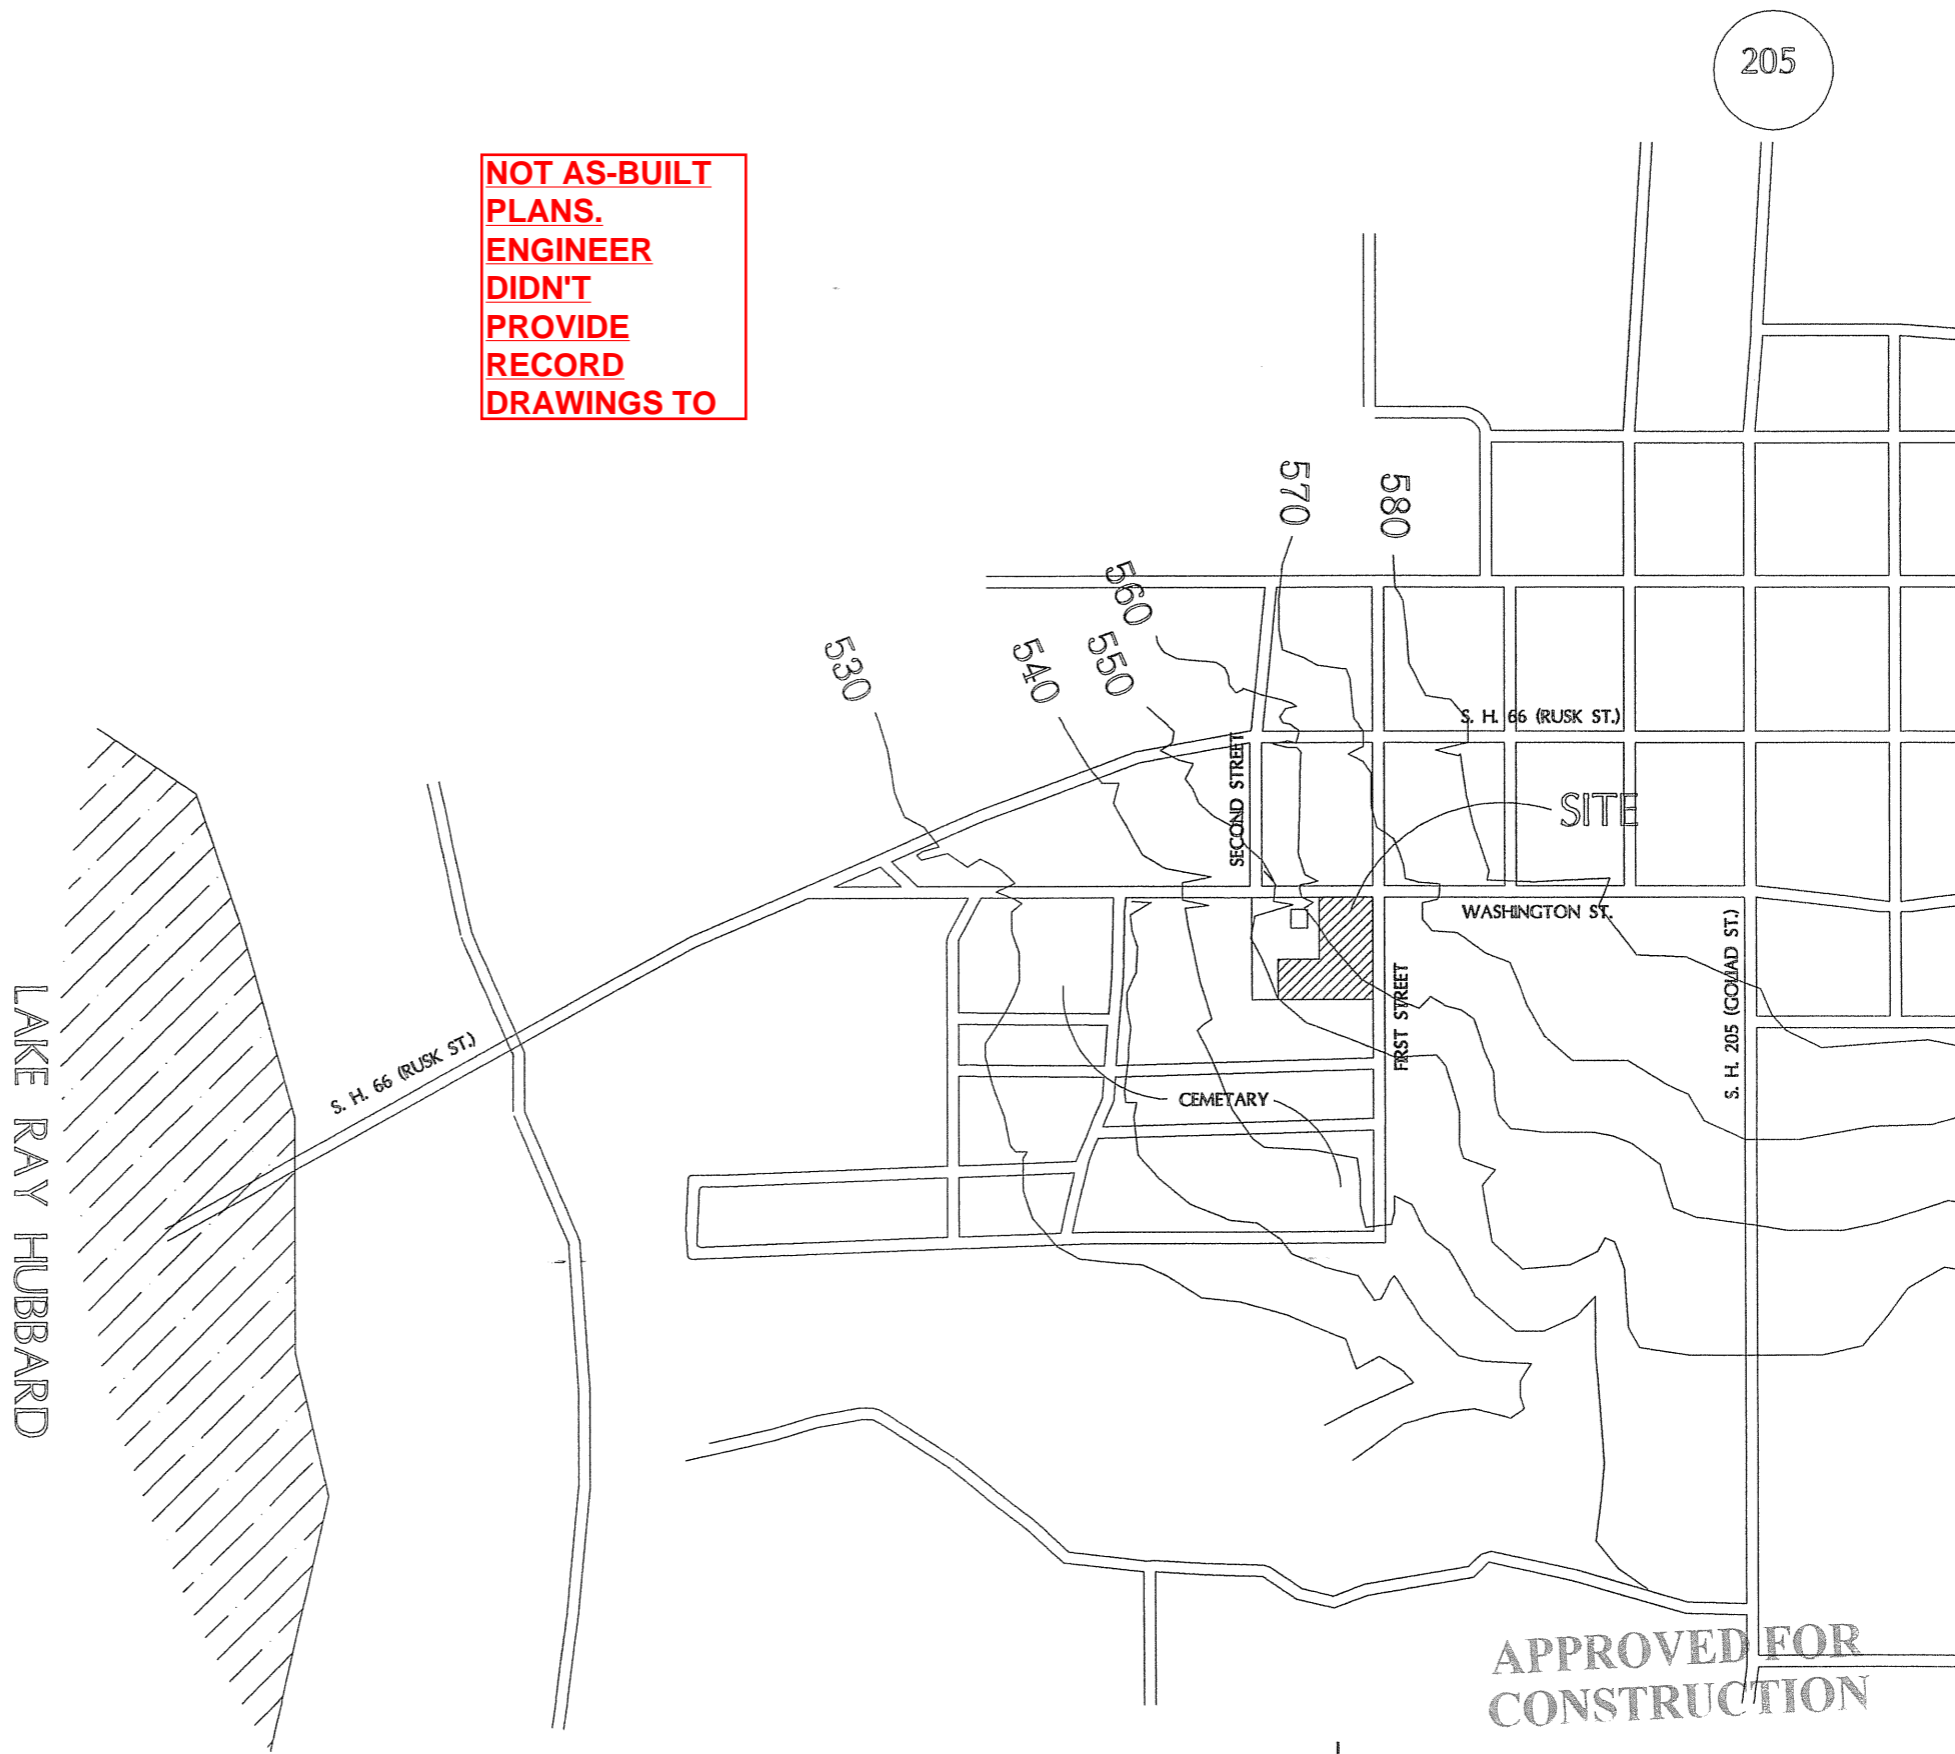 205
NOT AS-BUILT
PLANS.
ENGINEER
DIDN'T
PROVIDE
RECORD
DRAWINGS TO
570
580
560
550
540
530
S. H. 66 (RUSK ST.)
SECOND STREET
SITE
WASHINGTON ST.
FIRST STREET
S. H. 205 (GOLIAD ST.)
S. H. 66 (RUSK ST.)
CEMETARY
LAKE RAY HUBBARD
APPROVED FOR
CONSTRUCTION